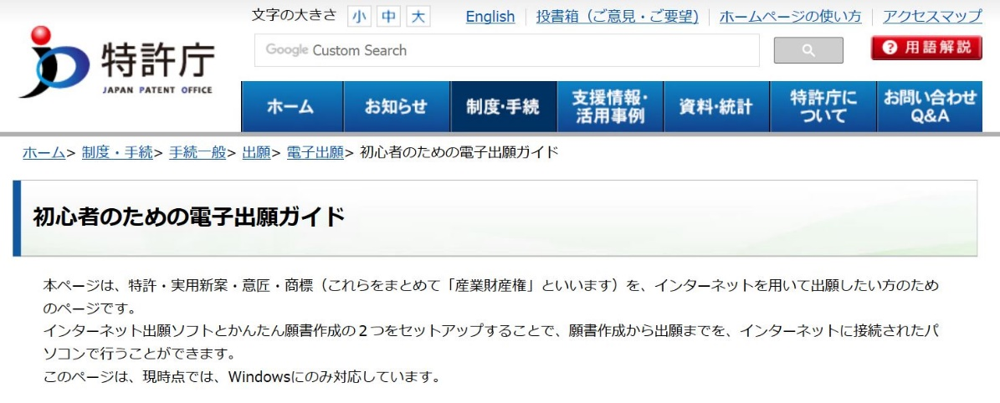 文字の大きさ 小 中 大 English 投書箱（ご意見・ご要望) ホームページの使い方 アクセスマップ
特許庁
JAPAN PATENT OFFICE
Google Custom Search
? 用語解説
ホーム お知らせ 制度・手続 支援情報・活用事例 資料・統計 特許庁について お問い合わせ Q&A
ホーム> 制度・手続> 手続一般> 出願> 電子出願> 初心者のための電子出願ガイド
初心者のための電子出願ガイド
本ページは、特許・実用新案・意匠・商標（これらをまとめて「産業財産権」といいます）を、インターネットを用いて出願したい方のため
のページです。
インターネット出願ソフトとかんたん願書作成の２つをセットアップすることで、願書作成から出願までを、インターネットに接続されたパ
ソコンで行うことができます。
このページは、現時点では、Windowsにのみ対応しています。